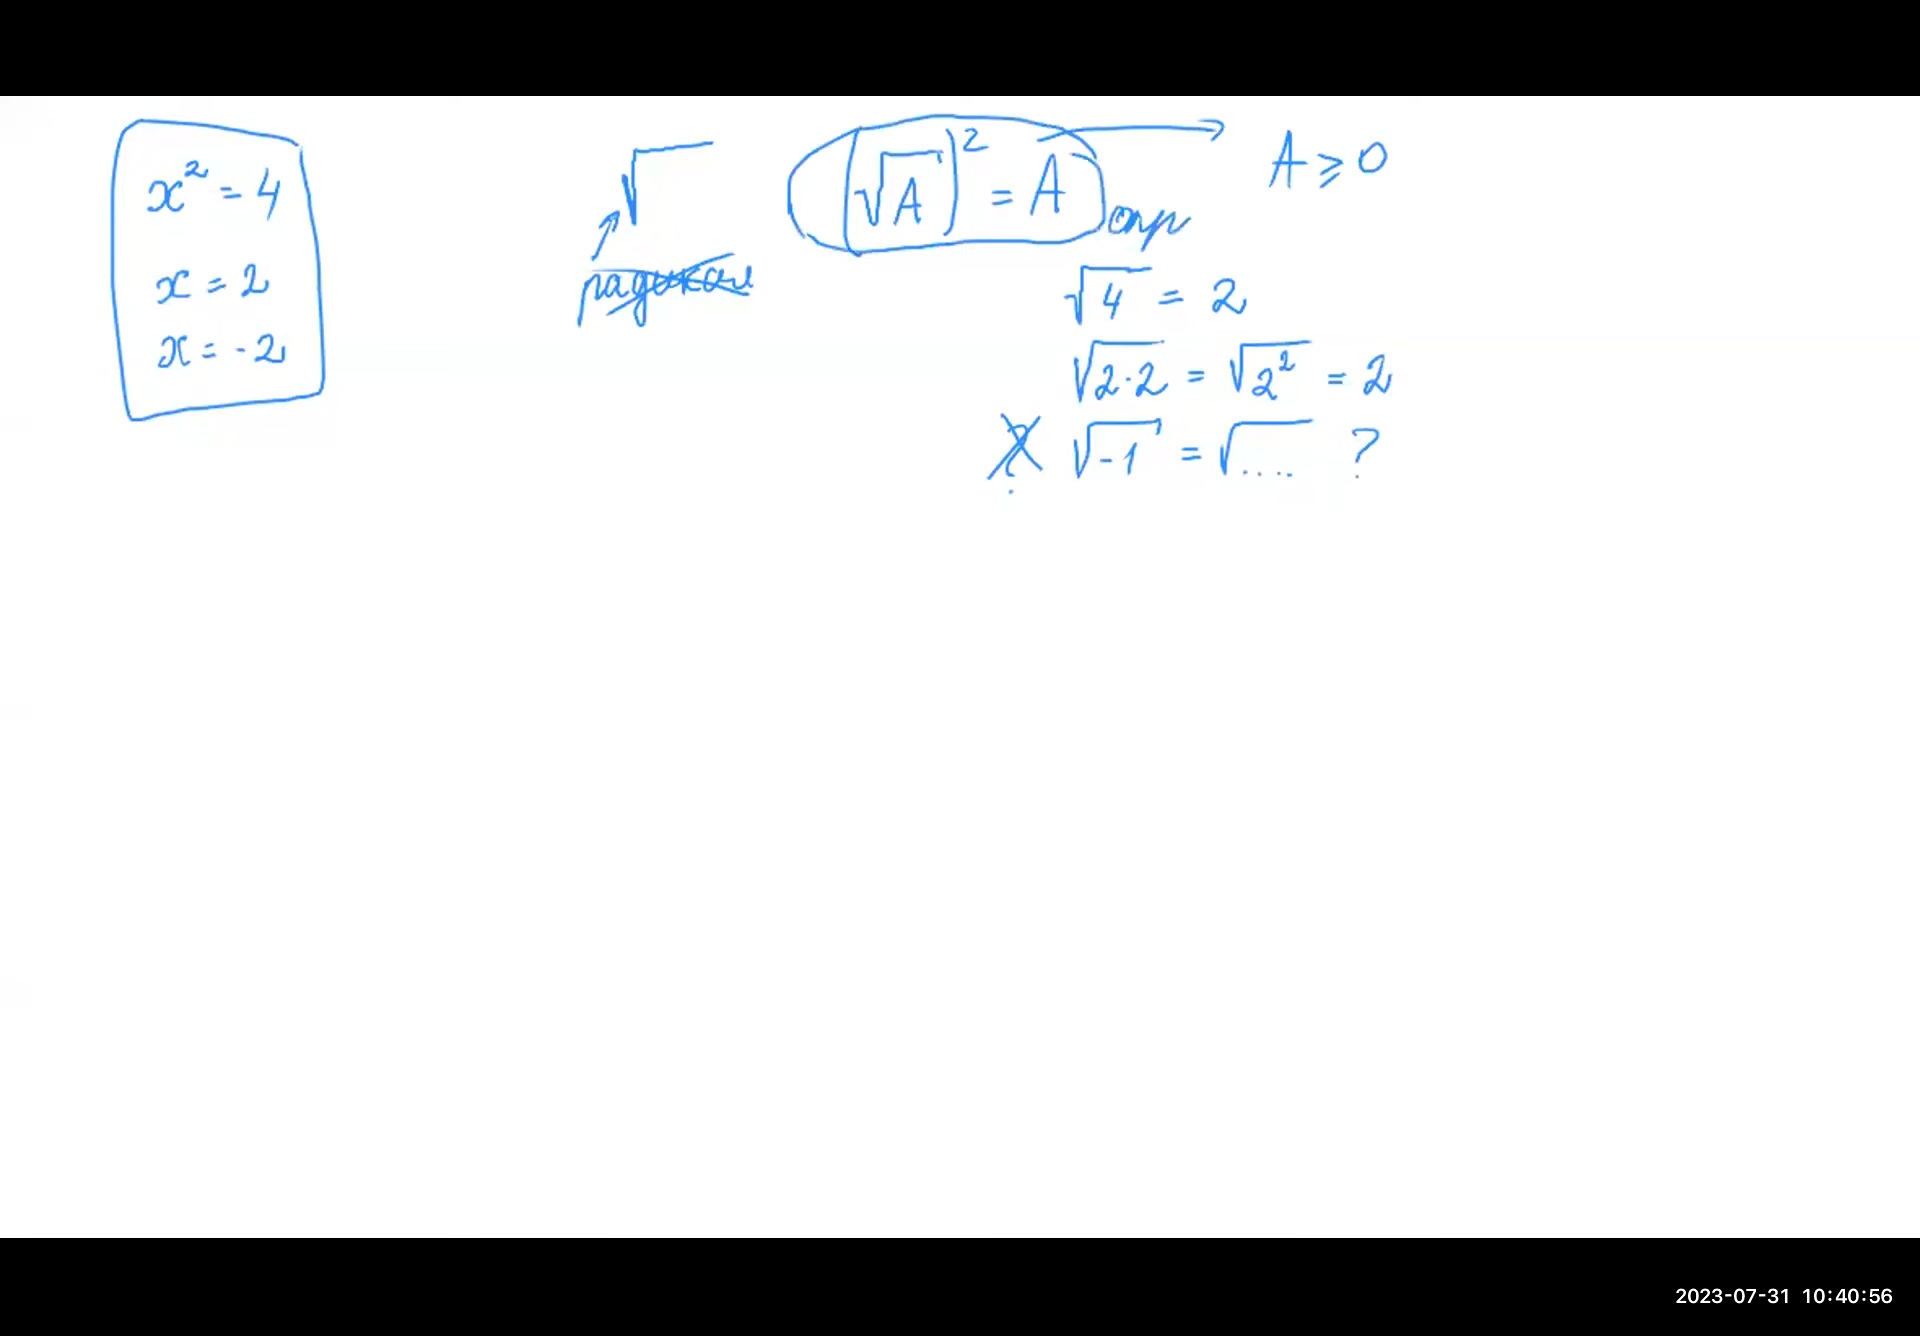 x² = 4
x = 2
x = -2
√
радикал
(√A)² = A
опр
A ⩾ 0
√4 = 2
√2·2 = √2² = 2
? √-1 = √.... ?
2023-07-31 10:40:56